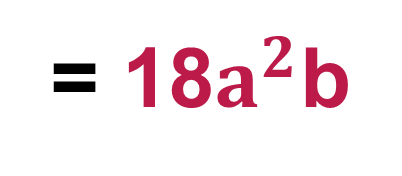 = 18a²b